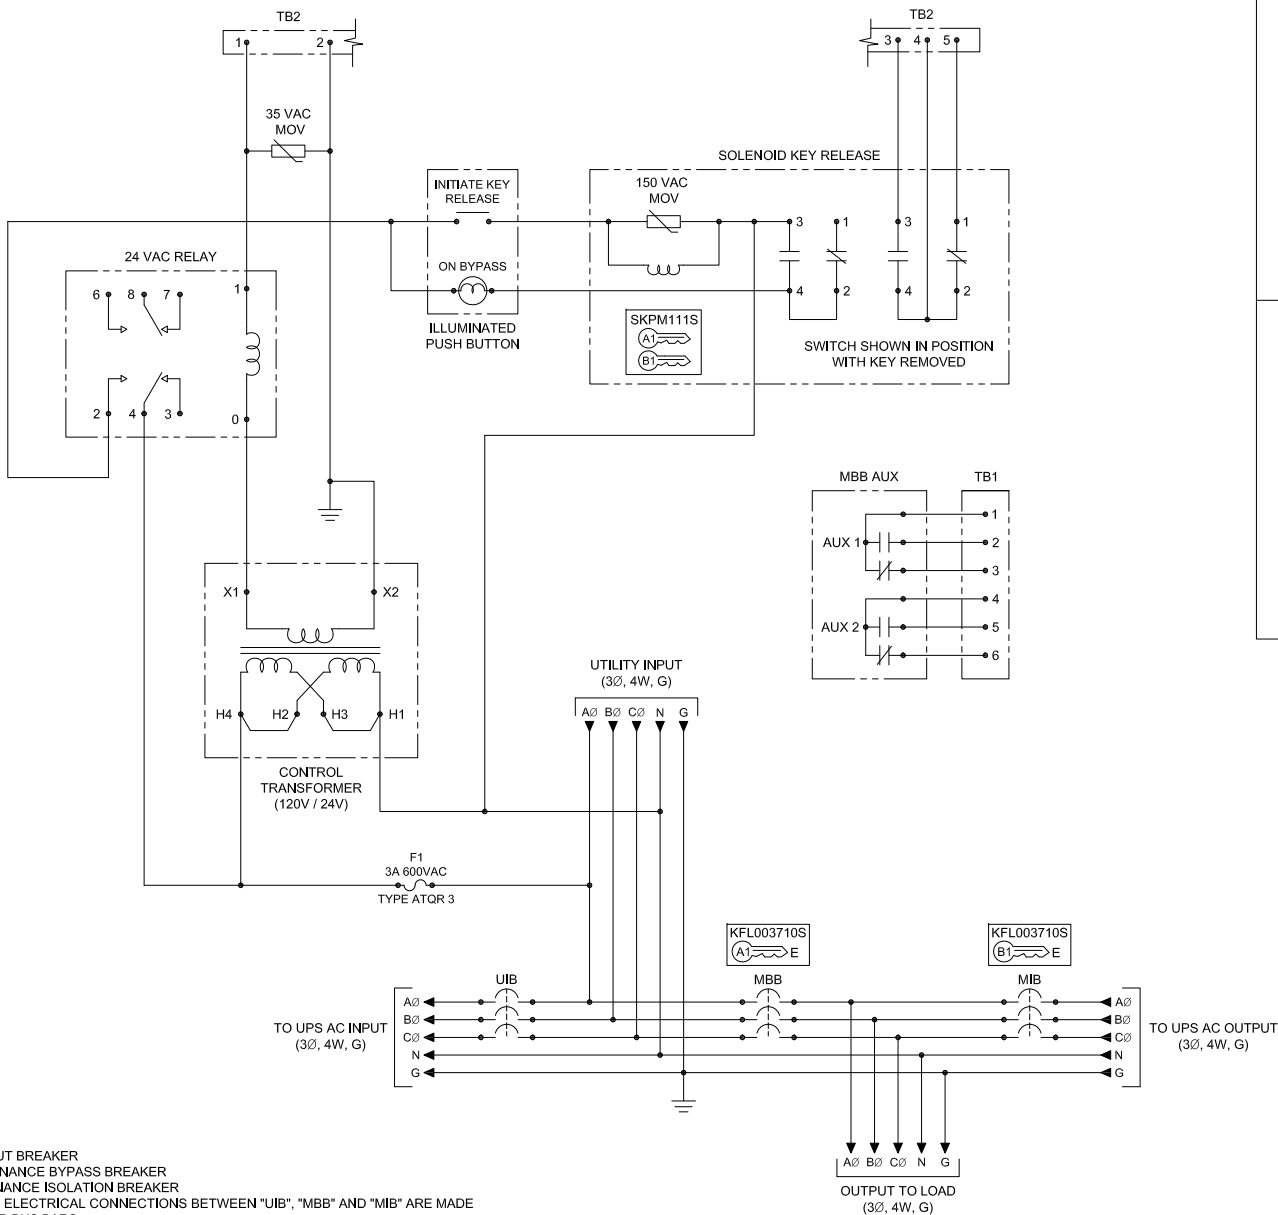 TB2
1 2
TB2
3 4 5
35 VAC
MOV
SOLENOID KEY RELEASE
INITIATE KEY
RELEASE
150 VAC
MOV
3 1 3 1
24 VAC RELAY
ON BYPASS
6 8 7 1
4 2 4 2
ILLUMINATED
PUSH BUTTON
SKPM111S
A1
B1
SWITCH SHOWN IN POSITION
WITH KEY REMOVED
2 4 3 0
MBB AUX
TB1
1
AUX 1
2
3
4
AUX 2
5
6
X1 X2
UTILITY INPUT
(3Ø, 4W, G)
AØ BØ CØ N G
H4 H2 H3 H1
CONTROL
TRANSFORMER
(120V / 24V)
F1
3A 600VAC
TYPE ATQR 3
KFL003710S
A1 E
KFL003710S
B1 E
UIB
MBB
MIB
TO UPS AC INPUT
(3Ø, 4W, G)
AØ
BØ
CØ
N
G
AØ
BØ
CØ
N
G
TO UPS AC OUTPUT
(3Ø, 4W, G)
AØ BØ CØ N G
OUTPUT TO LOAD
(3Ø, 4W, G)
UT BREAKER
NANCE BYPASS BREAKER
NANCE ISOLATION BREAKER
ELECTRICAL CONNECTIONS BETWEEN "UIB", "MBB" AND "MIB" ARE MADE